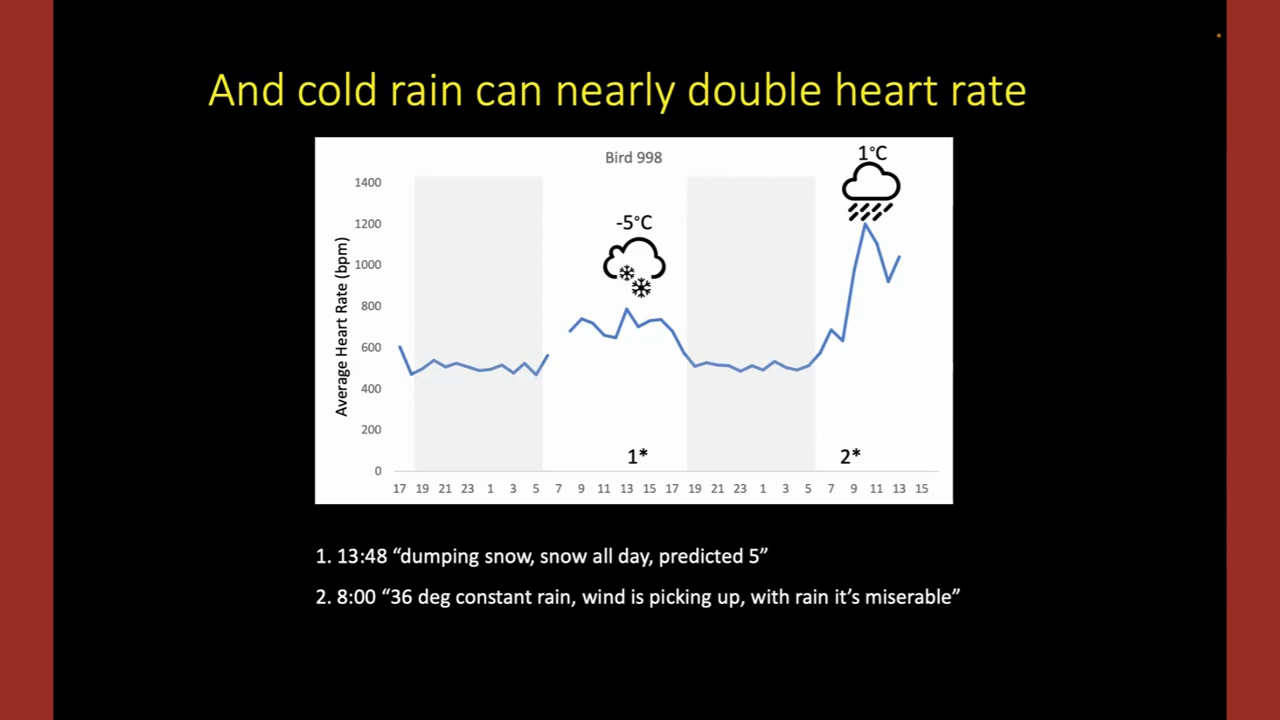 And cold rain can nearly double heart rate
Bird 998
1°C
-5°C
1400
1200
1000
800
600
400
200
0
Average Heart Rate (bpm)
1*
2*
17 19 21 23 1 3 5 7 9 11 13 15 17 19 21 23 1 3 5 7 9 11 13 15
1. 13:48 “dumping snow, snow all day, predicted 5”
2. 8:00 “36 deg constant rain, wind is picking up, with rain it’s miserable”